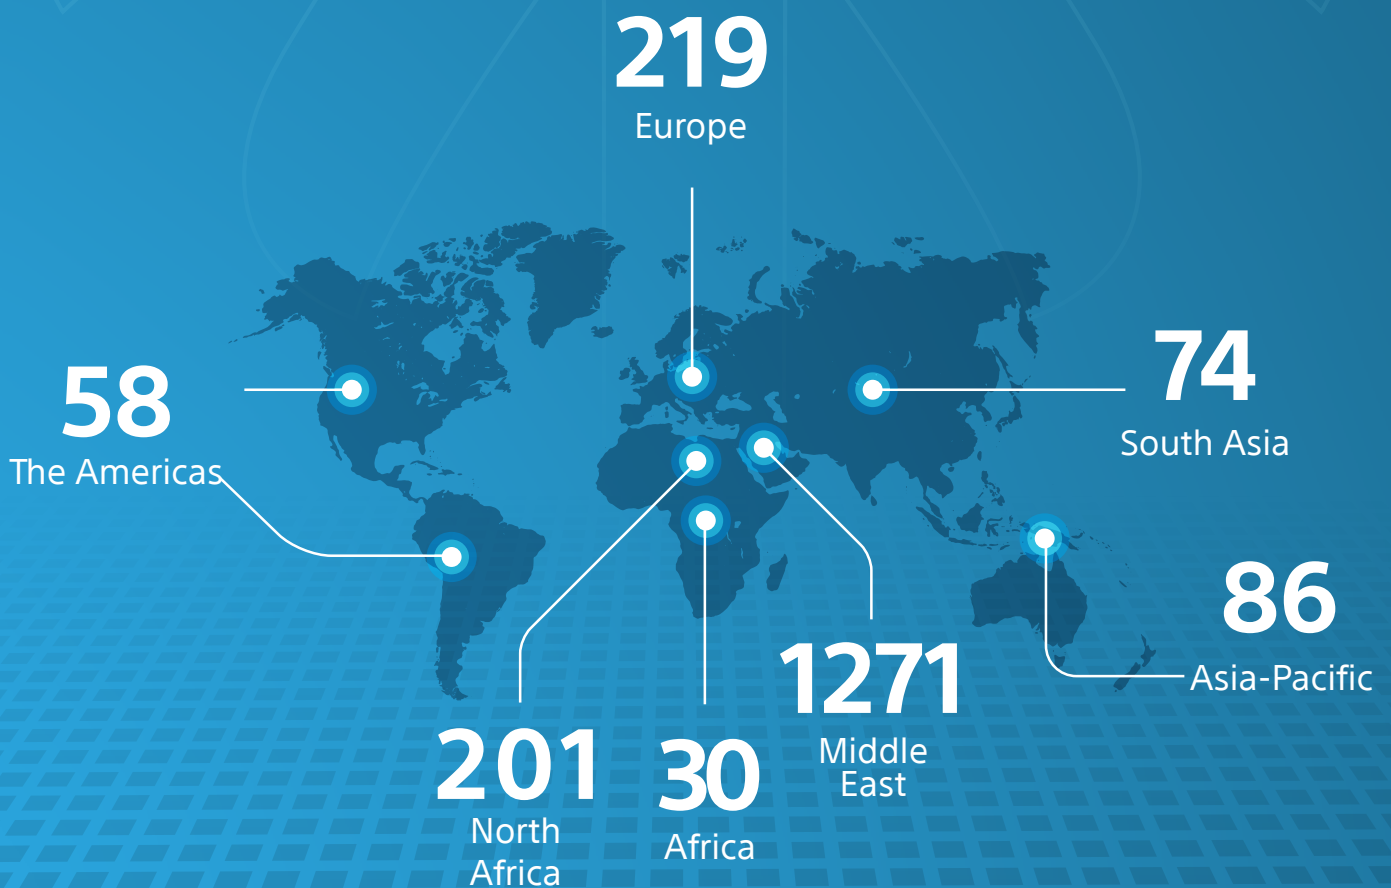 219
Europe
58
The Americas
74
South Asia
86
Asia-Pacific
1271
Middle
East
201
North
Africa
30
Africa